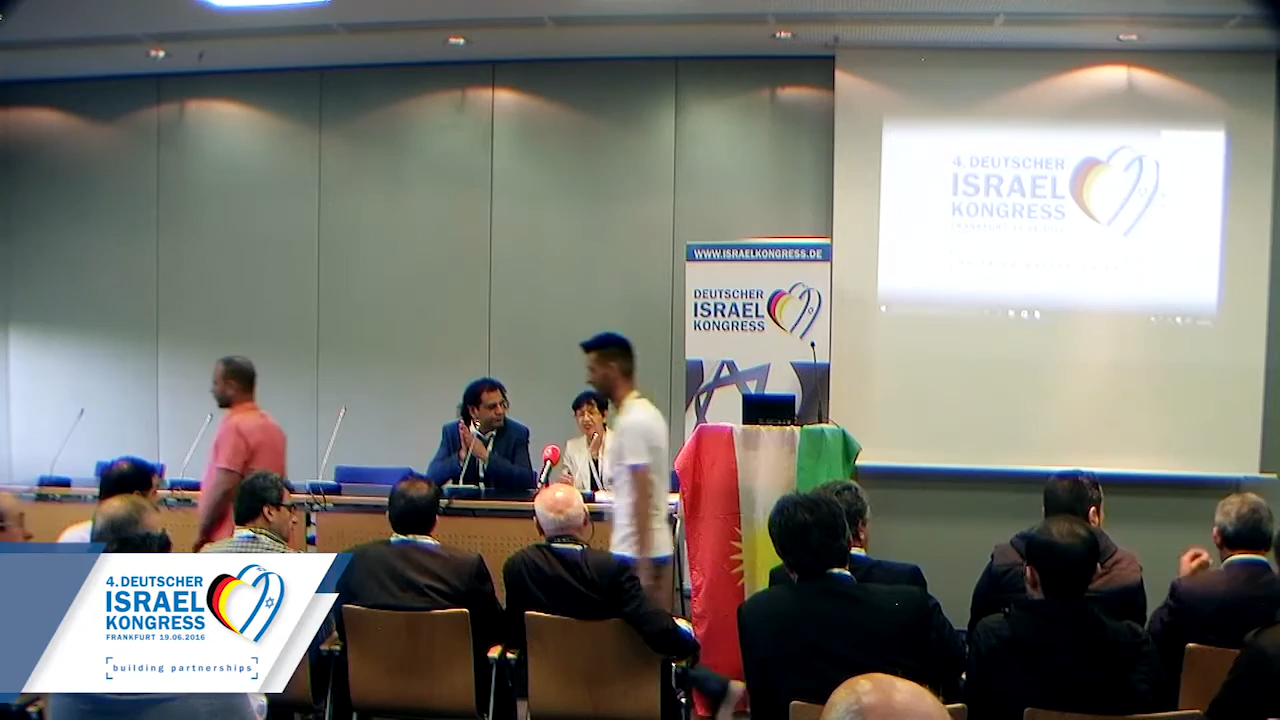 4. DEUTSCHER
ISRAEL
KONGRESS
WWW.ISRAELKONGRESS.DE
DEUTSCHER
ISRAEL
KONGRESS
4. DEUTSCHER
ISRAEL
KONGRESS
FRANKFURT 19.06.2016
building partnerships